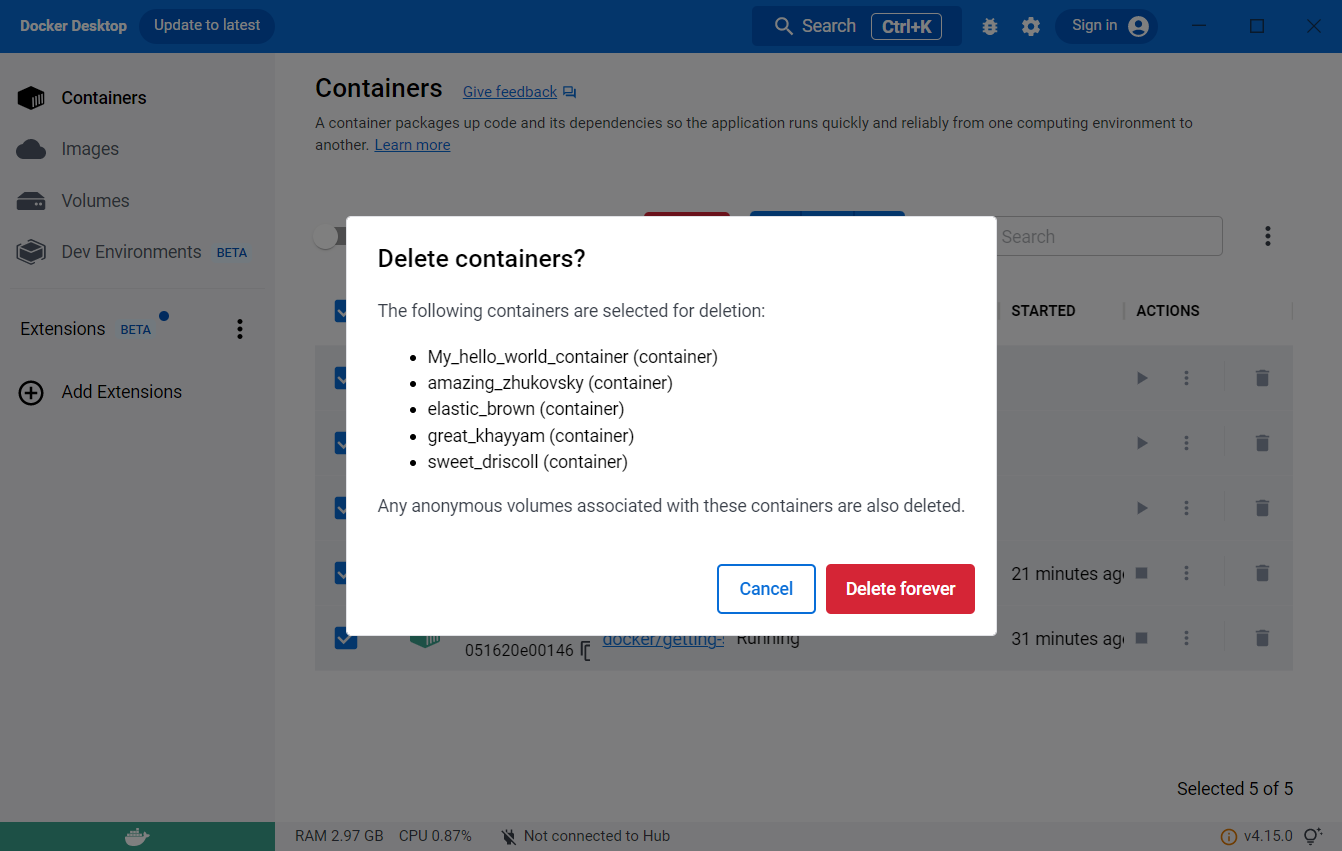 Docker Desktop Update to latest Search Ctrl+K Sign in
Containers
Images
Volumes
Dev Environments BETA
Extensions BETA
Add Extensions
Containers Give feedback
A container packages up code and its dependencies so the application runs quickly and reliably from one computing environment to
another. Learn more
Search
STARTED ACTIONS
Delete containers?
The following containers are selected for deletion:
My_hello_world_container (container)
amazing_zhukovsky (container)
elastic_brown (container)
great_khayyam (container)
sweet_driscoll (container)
Any anonymous volumes associated with these containers are also deleted.
Cancel Delete forever
21 minutes ago
docker/getting- Running 31 minutes ago
051620e00146
Selected 5 of 5
RAM 2.97 GB CPU 0.87% Not connected to Hub v4.15.0